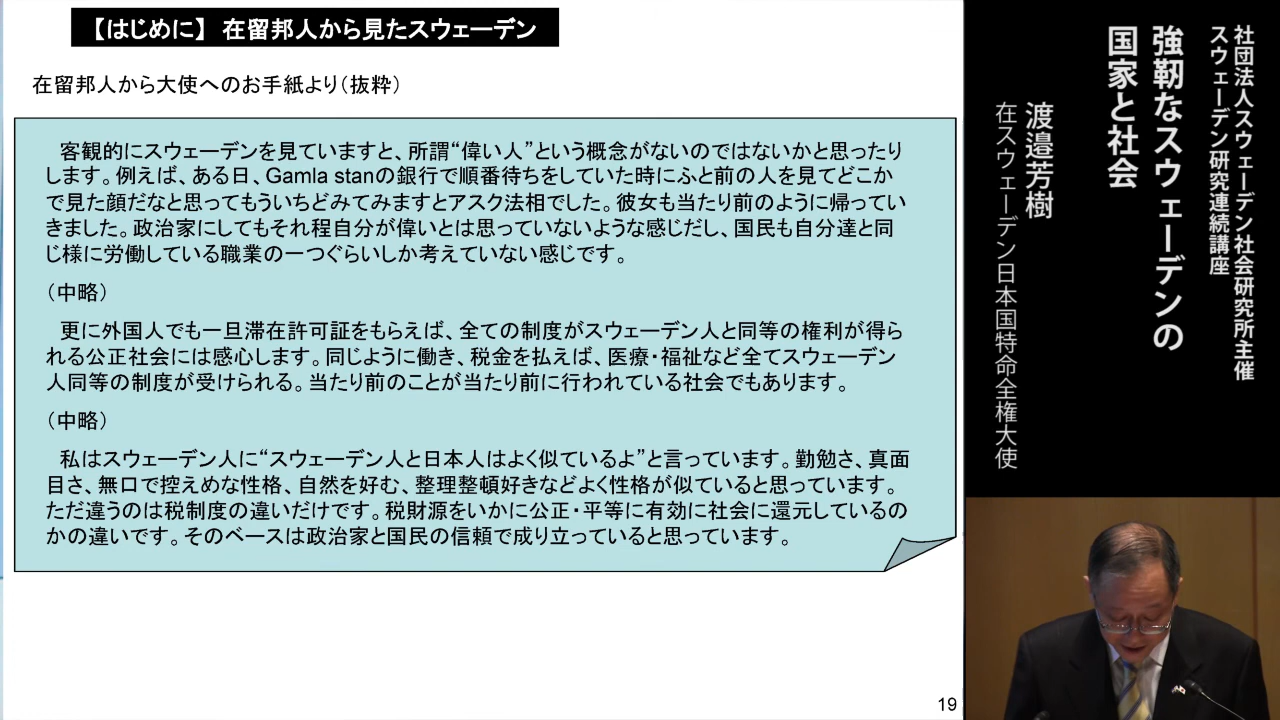 【はじめに】 在留邦人から見たスウェーデン
在留邦人から大使へのお手紙より（抜粋）
客観的にスウェーデンを見ていますと、所謂“偉い人”という概念がないのではないかと思ったり
します。例えば、ある日、Gamla stanの銀行で順番待ちをしていた時にふと前の人を見てどこか
で見た顔だなと思ってもういちどみてみますとアスク法相でした。彼女も当たり前のように帰ってい
きました。政治家にしてもそれ程自分が偉いとは思っていないような感じだし、国民も自分達と同
じ様に労働している職業の一つぐらいしか考えていない感じです。
（中略）
更に外国人でも一旦滞在許可証をもらえば、全ての制度がスウェーデン人と同等の権利が得ら
れる公正社会には感心します。同じように働き、税金を払えば、医療・福祉など全てスウェーデン
人同等の制度が受けられる。当たり前のことが当たり前に行われている社会でもあります。
（中略）
私はスウェーデン人に“スウェーデン人と日本人はよく似ているよ”と言っています。勤勉さ、真面
目さ、無口で控えめな性格、自然を好む、整理整頓好きなどよく性格が似ていると思っています。
ただ違うのは税制度の違いだけです。税財源をいかに公正・平等に有効に社会に還元しているの
かの違いです。そのベースは政治家と国民の信頼で成り立っていると思っています。
19
社団法人スウェーデン社会研究所主催
スウェーデン研究連続講座
強靭なスウェーデンの
国家と社会
渡邉芳樹
在スウェーデン日本国特命全権大使